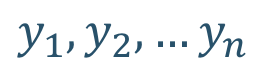 y₁, y₂, … yₙ